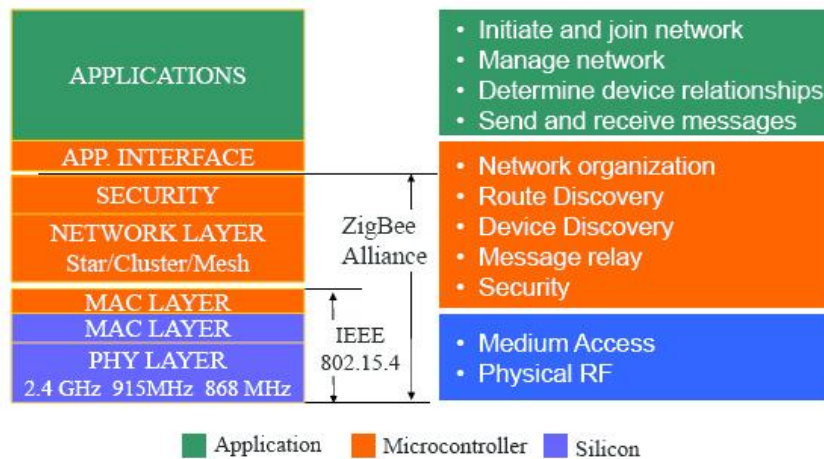 APPLICATIONS
APP. INTERFACE
SECURITY
NETWORK LAYER
Star/Cluster/Mesh
MAC LAYER
MAC LAYER
PHY LAYER
2.4 GHz 915MHz 868 MHz
ZigBee
Alliance
IEEE
802.15.4
• Initiate and join network
• Manage network
• Determine device relationships
• Send and receive messages
• Network organization
• Route Discovery
• Device Discovery
• Message relay
• Security
• Medium Access
• Physical RF
Application
Microcontroller
Silicon